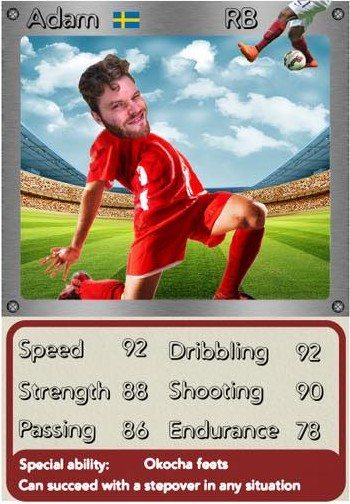 Adam RB
Speed 92 Dribbling 92
Strength 88 Shooting 90
Passing 86 Endurance 78
Special ability: Okocha feets
Can succeed with a stepover in any situation